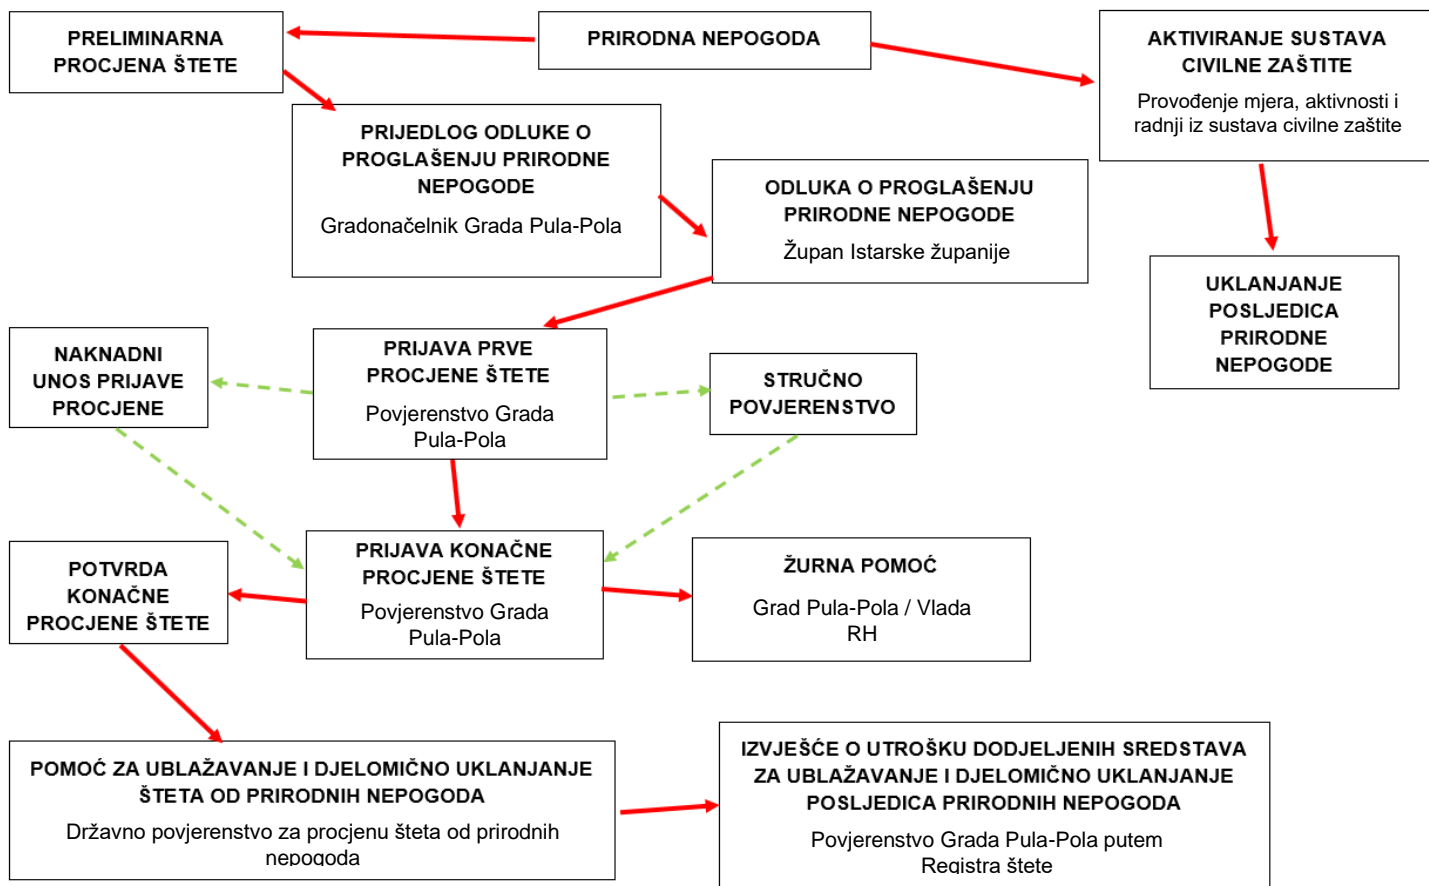 PRELIMINARNA
PROCJENA ŠTETE
PRIRODNA NEPOGODA
AKTIVIRANJE SUSTAVA
CIVILNE ZAŠTITE
Provođenje mjera, aktivnosti i
radnji iz sustava civilne zaštite
PRIJEDLOG ODLUKE O
PROGLAŠENJU PRIRODNE
NEPOGODE
Gradonačelnik Grada Pula-Pola
ODLUKA O PROGLAŠENJU
PRIRODNE NEPOGODE
Župan Istarske županije
UKLANJANJE
POSLJEDICA
PRIRODNE
NEPOGODE
NAKNADNI
UNOS PRIJAVE
PROCJENE
PRIJAVA PRVE
PROCJENE ŠTETE
Povjerenstvo Grada
Pula-Pola
STRUČNO
POVJERENSTVO
POTVRDA
KONAČNE
PROCJENE ŠTETE
PRIJAVA KONAČNE
PROCJENE ŠTETE
Povjerenstvo Grada
Pula-Pola
ŽURNA POMOĆ
Grad Pula-Pola / Vlada
RH
POMOĆ ZA UBLAŽAVANJE I DJELOMIČNO UKLANJANJE
ŠTETA OD PRIRODNIH NEPOGODA
Državno povjerenstvo za procjenu šteta od prirodnih
nepogoda
IZVJEŠĆE O UTROŠKU DODJELJENIH SREDSTAVA
ZA UBLAŽAVANJE I DJELOMIČNO UKLANJANJE
POSLJEDICA PRIRODNIH NEPOGODA
Povjerenstvo Grada Pula-Pola putem
Registra štete